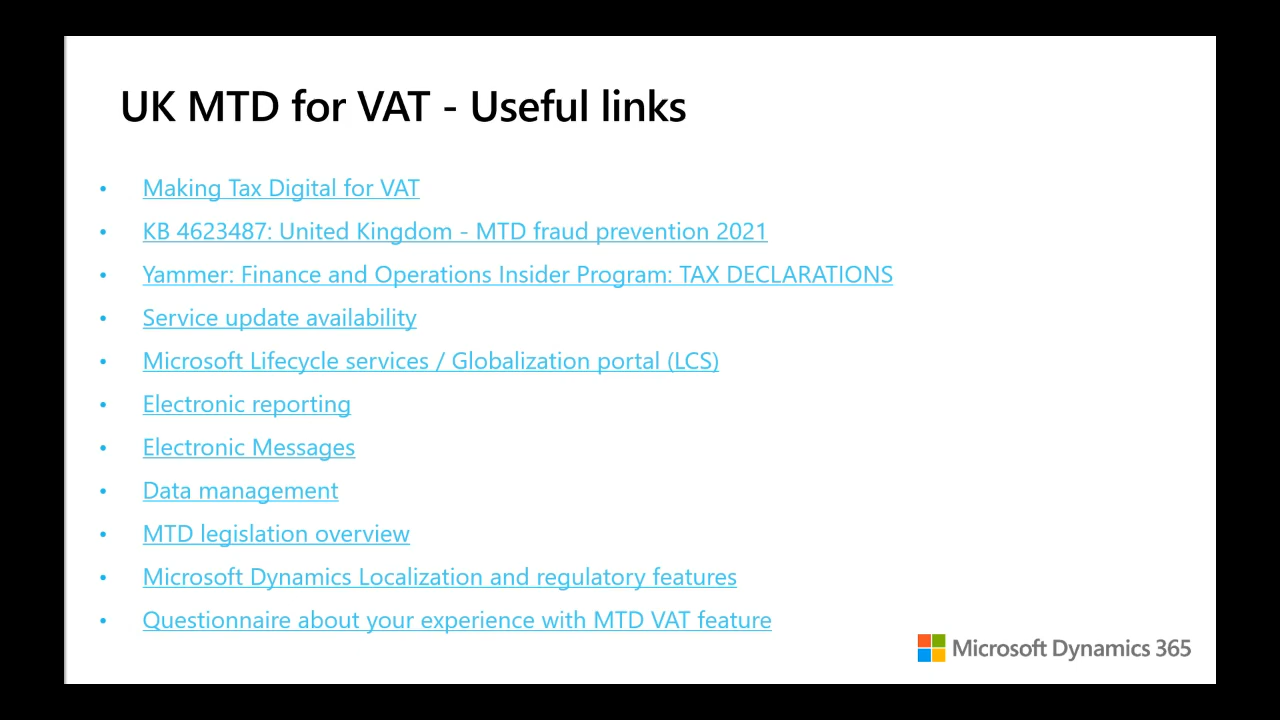 UK MTD for VAT - Useful links
• Making Tax Digital for VAT
• KB 4623487: United Kingdom - MTD fraud prevention 2021
• Yammer: Finance and Operations Insider Program: TAX DECLARATIONS
• Service update availability
• Microsoft Lifecycle services / Globalization portal (LCS)
• Electronic reporting
• Electronic Messages
• Data management
• MTD legislation overview
• Microsoft Dynamics Localization and regulatory features
• Questionnaire about your experience with MTD VAT feature
Microsoft Dynamics 365